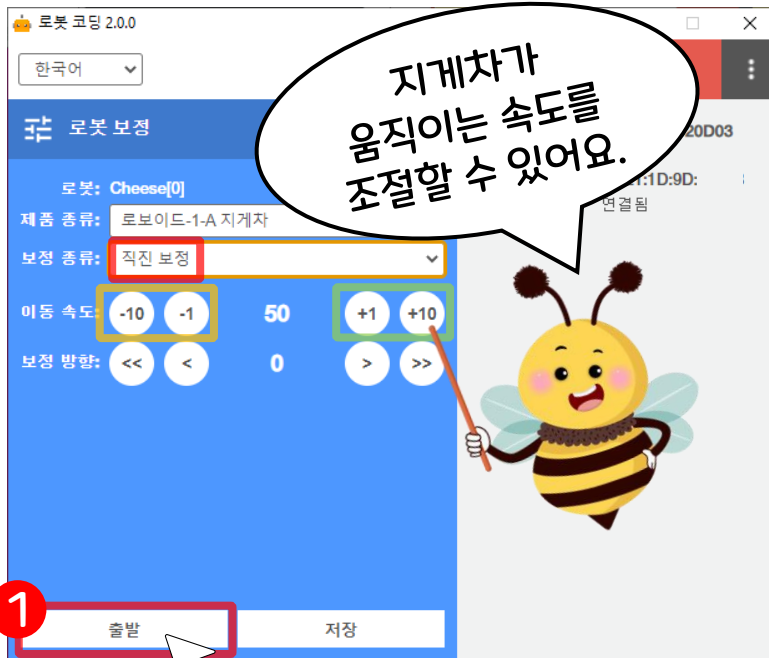 로봇 코딩 2.0.0
한국어
지게차가
움직이는 속도를
조절할 수 있어요.
로봇 보정
20D03
로봇: Cheese[0]
:1D:9D:
제품 종류: 로보이드-1-A 지게차
연결됨
보정 종류: 직진 보정
이동 속도: -10 -1 50 +1 +10
보정 방향: << < 0 > >>
1
출발 저장